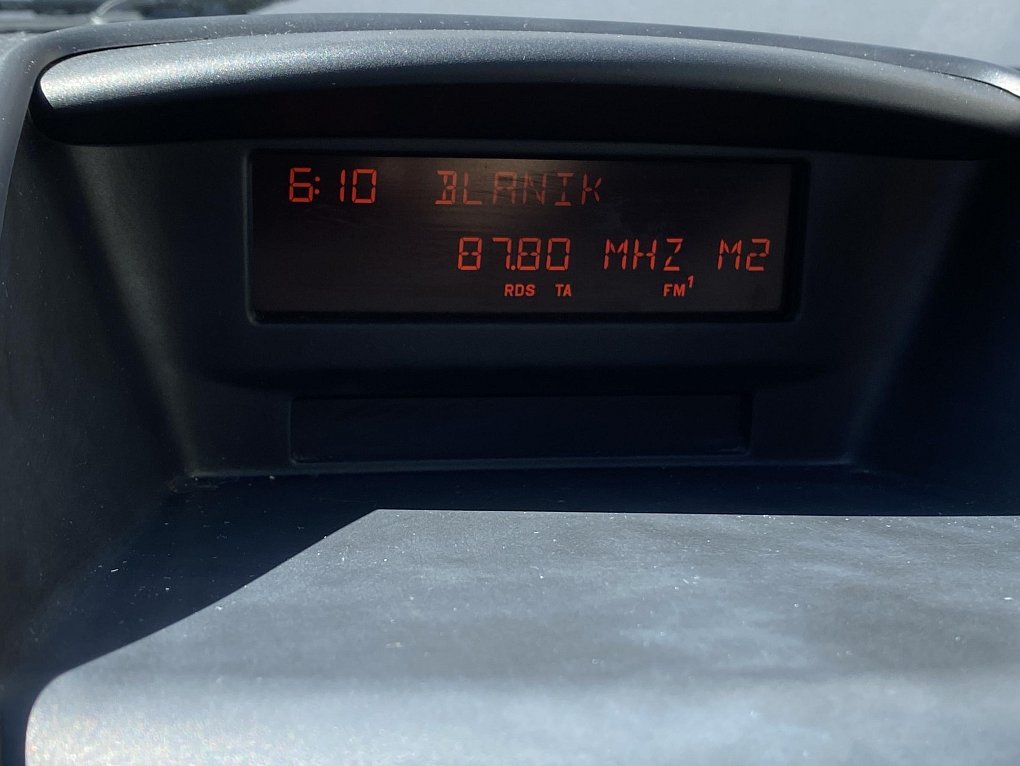 6:10 BLANIK
87.80 MHZ M2
RDS TA FM1